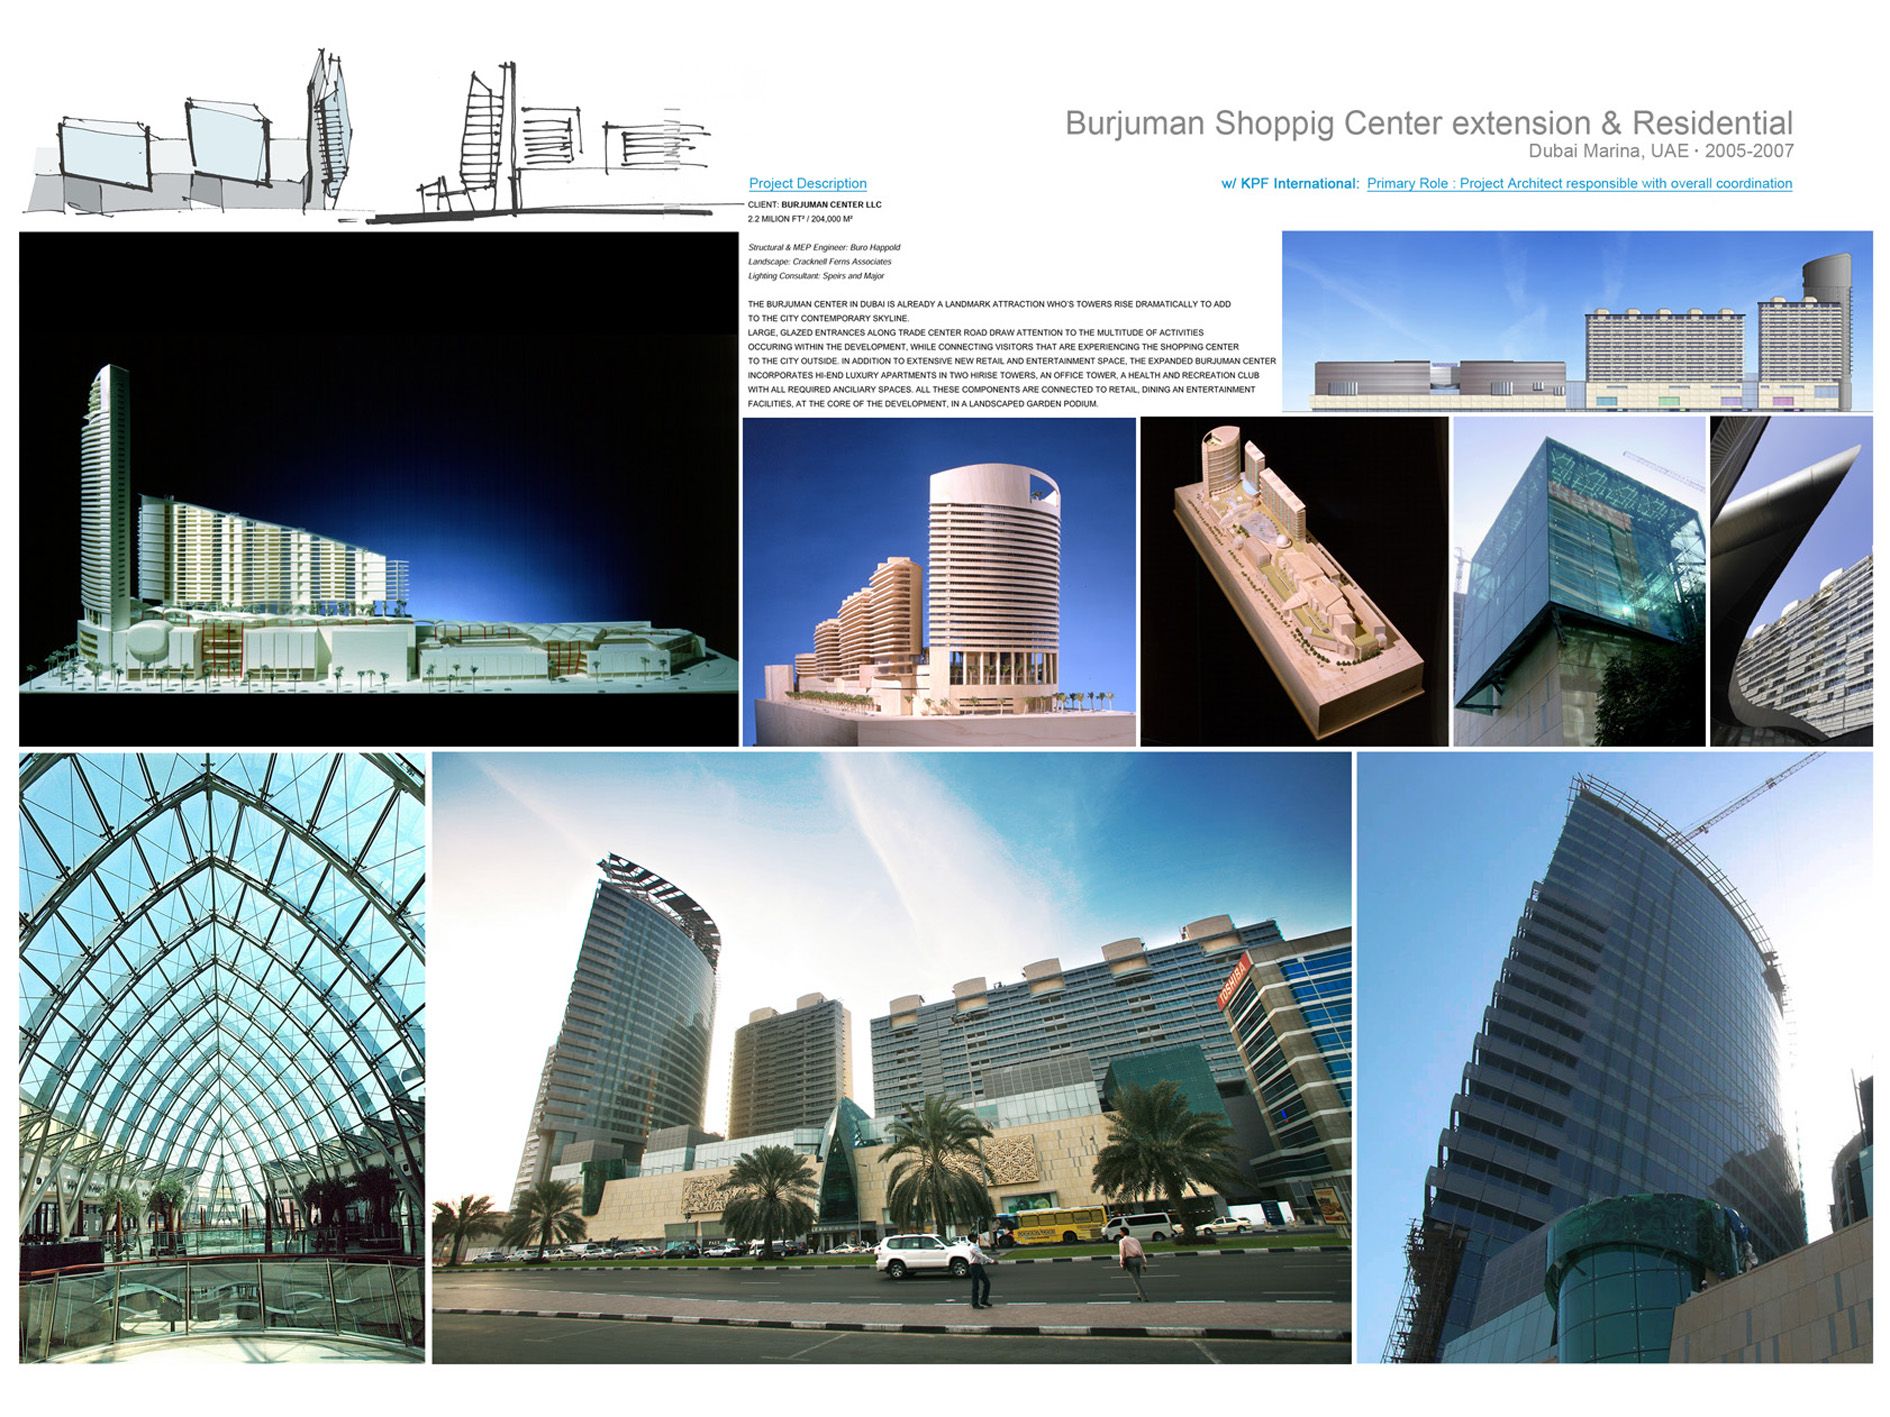 Burjuman Shoppig Center extension & Residential
Dubai Marina, UAE · 2005-2007
w/ KPF International: Primary Role : Project Architect responsible with overall coordination
Project Description
CLIENT: BURJUMAN CENTER LLC
2.2 MILION FT² / 204,000 M²
Structural & MEP Engineer: Buro Happold
Landscape: Cracknell Ferns Associates
Lighting Consultant: Speirs and Major
THE BURJUMAN CENTER IN DUBAI IS ALREADY A LANDMARK ATTRACTION WHO'S TOWERS RISE DRAMATICALLY TO ADD
TO THE CITY CONTEMPORARY SKYLINE.
LARGE, GLAZED ENTRANCES ALONG TRADE CENTER ROAD DRAW ATTENTION TO THE MULTITUDE OF ACTIVITIES
OCCURING WITHIN THE DEVELOPMENT, WHILE CONNECTING VISITORS THAT ARE EXPERIENCING THE SHOPPING CENTER
TO THE CITY OUTSIDE. IN ADDITION TO EXTENSIVE NEW RETAIL AND ENTERTAINMENT SPACE, THE EXPANDED BURJUMAN CENTER
INCORPORATES HI-END LUXURY APARTMENTS IN TWO HIRISE TOWERS, AN OFFICE TOWER, A HEALTH AND RECREATION CLUB
WITH ALL REQUIRED ANCILIARY SPACES. ALL THESE COMPONENTS ARE CONNECTED TO RETAIL, DINING AN ENTERTAINMENT
FACILITIES, AT THE CORE OF THE DEVELOPMENT, IN A LANDSCAPED GARDEN PODIUM.
TOSHIBA